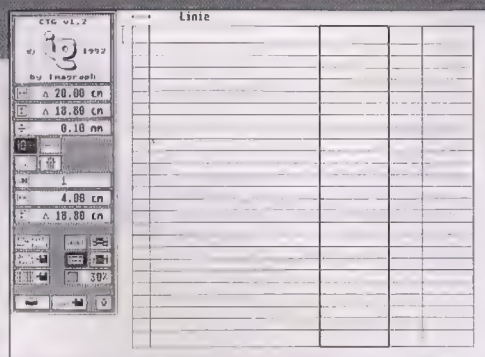 Linie
CTG v1.2
© 1992
by Imagraph
Δ 20.00 cm
Δ 18.80 cm
÷ 0.10 mm
1
4.00 cm
Δ 18.80 cm
30%